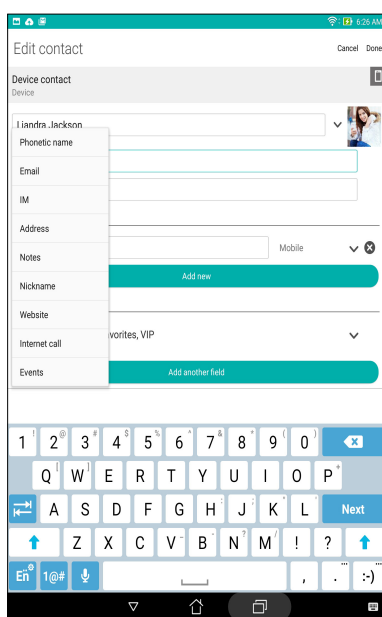 6:26 AM
Edit contact
Cancel Done
Device contact
Device
Liandra Jackson
Phonetic name
Email
IM
Address
Notes
Mobile
Add new
Nickname
Website
Internet call
vorites, VIP
Events
Add another field
1 ! 2 @ 3 # 4 $ 5 % 6 ^ 7 & 8 * 9 ( 0 )
Q [ W ] E R T Y U I O P +
A S D F G H : J ; K ' L Next
Z X C V - B N ? M / ! ?
En 1@# , . :-)